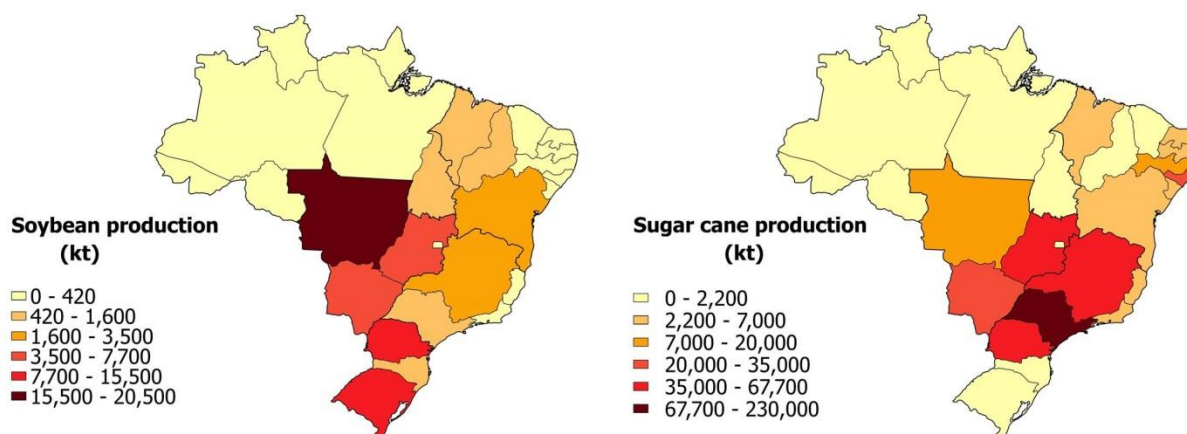 Soybean production
(kt)
0 - 420
420 - 1,600
1,600 - 3,500
3,500 - 7,700
7,700 - 15,500
15,500 - 20,500
Sugar cane production
(kt)
0 - 2,200
2,200 - 7,000
7,000 - 20,000
20,000 - 35,000
35,000 - 67,700
67,700 - 230,000